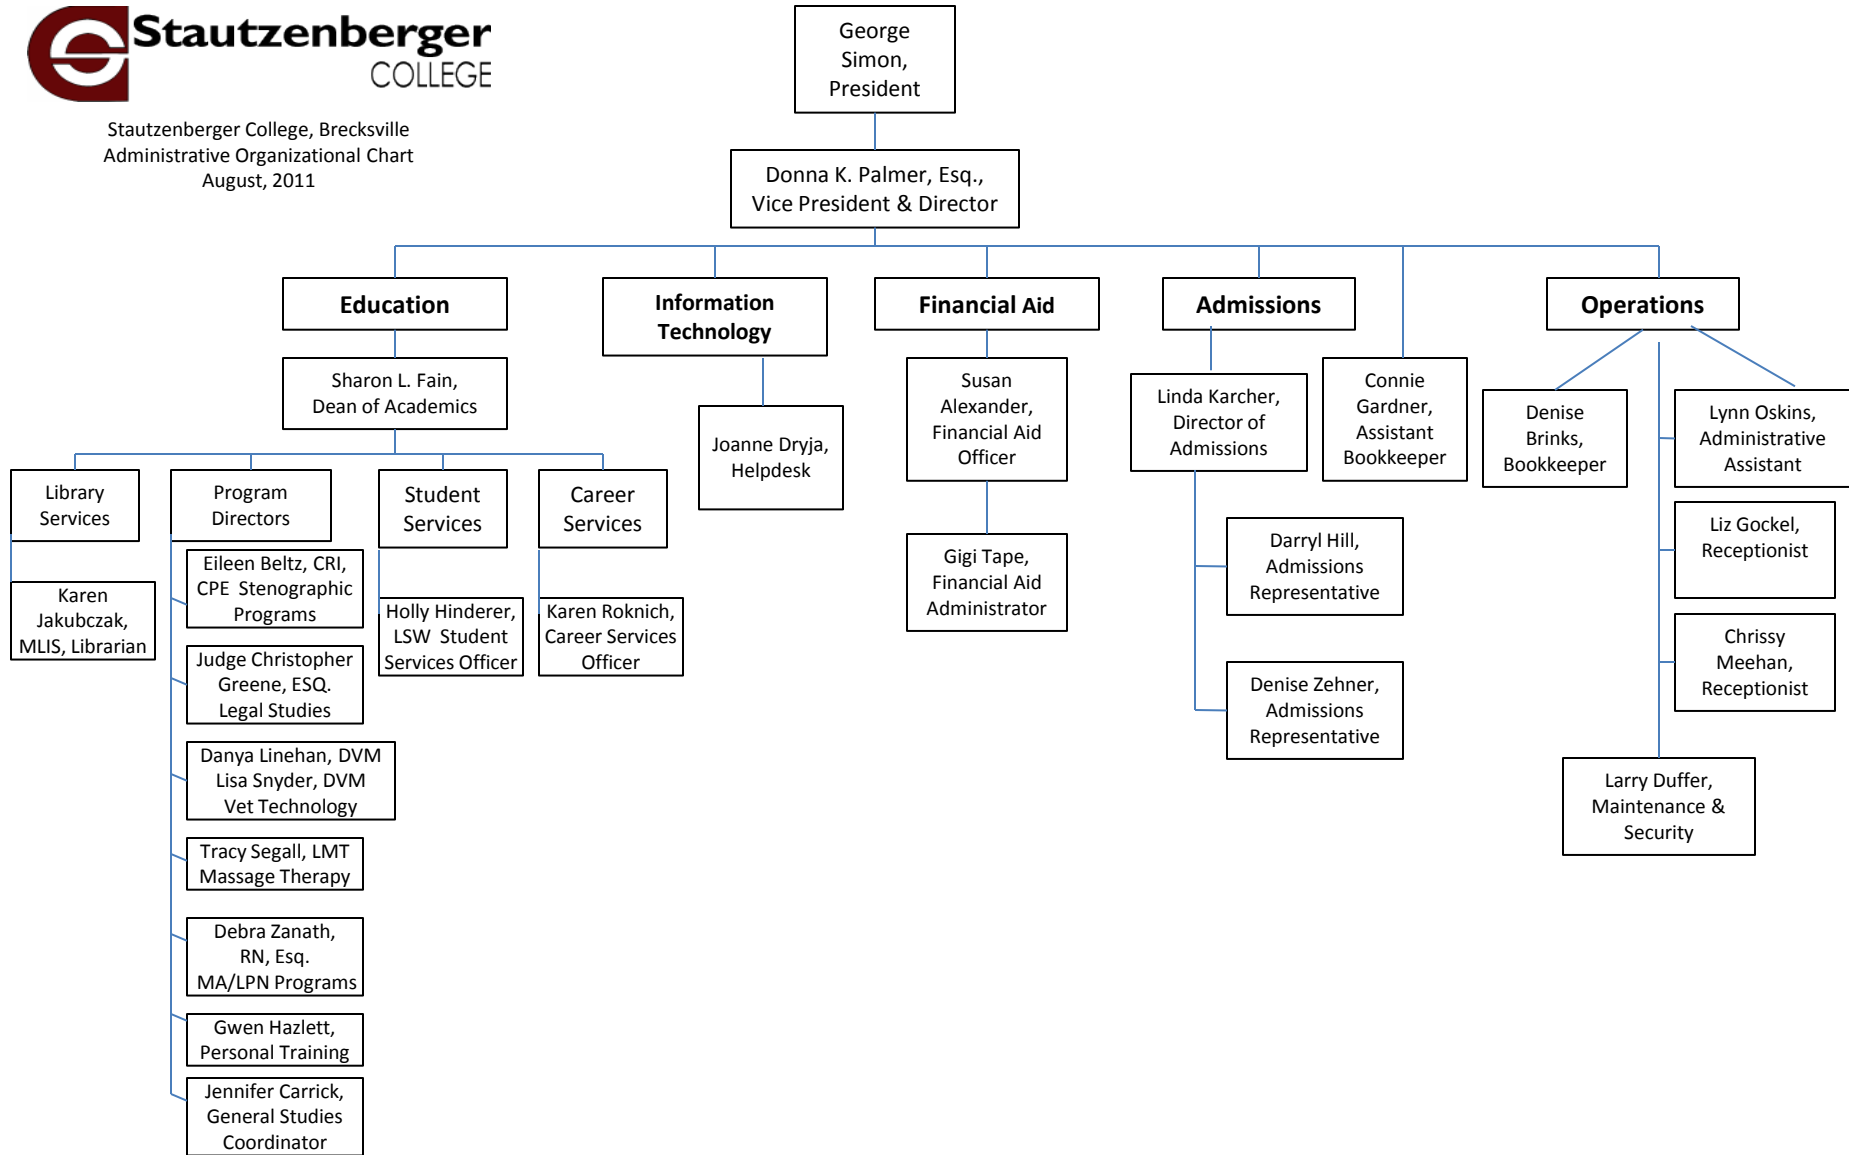 Stautzenberger
COLLEGE
Stautzenberger College, Brecksville
Administrative Organizational Chart
August, 2011
George
Simon,
President
Donna K. Palmer, Esq.,
Vice President & Director
Education
Information
Technology
Financial Aid
Admissions
Operations
Sharon L. Fain,
Dean of Academics
Library
Services
Karen
Jakubczak,
MLIS, Librarian
Program
Directors
Eileen Beltz, CRI,
CPE Stenographic
Programs
Judge Christopher
Greene, ESQ.
Legal Studies
Danya Linehan, DVM
Lisa Snyder, DVM
Vet Technology
Tracy Segall, LMT
Massage Therapy
Debra Zanath,
RN, Esq.
MA/LPN Programs
Gwen Hazlett,
Personal Training
Jennifer Carrick,
General Studies
Coordinator
Student
Services
Holly Hinderer,
LSW Student
Services Officer
Career
Services
Karen Roknich,
Career Services
Officer
Joanne Dryja,
Helpdesk
Susan
Alexander,
Financial Aid
Officer
Gigi Tape,
Financial Aid
Administrator
Linda Karcher,
Director of
Admissions
Darryl Hill,
Admissions
Representative
Denise Zehner,
Admissions
Representative
Connie
Gardner,
Assistant
Bookkeeper
Denise
Brinks,
Bookkeeper
Lynn Oskins,
Administrative
Assistant
Liz Gockel,
Receptionist
Chrissy
Meehan,
Receptionist
Larry Duffer,
Maintenance &
Security